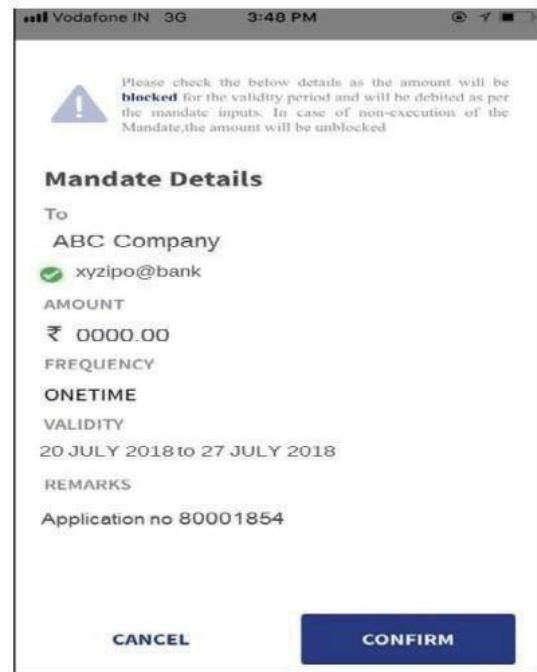 Vodafone IN 3G 3:48 PM
Please check the below details as the amount will be
blocked for the validity period and will be debited as per
the mandate inputs. In case of non-execution of the
Mandate,the amount will be unblocked
Mandate Details
To
ABC Company
xyzipo@bank
AMOUNT
₹ 0000.00
FREQUENCY
ONETIME
VALIDITY
20 JULY 2018 to 27 JULY 2018
REMARKS
Application no 80001854
CANCEL CONFIRM